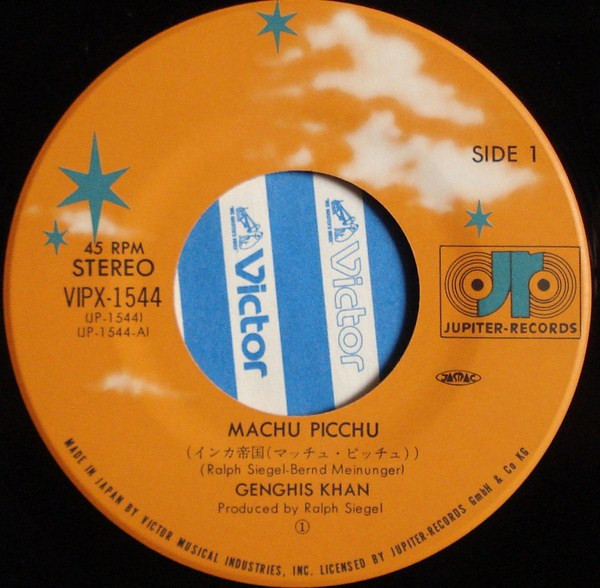 SIDE 1
45 RPM
STEREO
VIPX-1544
(JP-1544)
(JP-1544-A)
jr
JUPITER-RECORDS
JASRAC
Victor
Victor
MACHU PICCHU
(インカ帝国(マッチュ・ピッチュ))
(Ralph Siegel-Bernd Meinunger)
GENGHIS KHAN
Produced by Ralph Siegel
①
MADE IN JAPAN BY VICTOR MUSICAL INDUSTRIES, INC. LICENSED BY JUPITER-RECORDS GmbH & Co KG